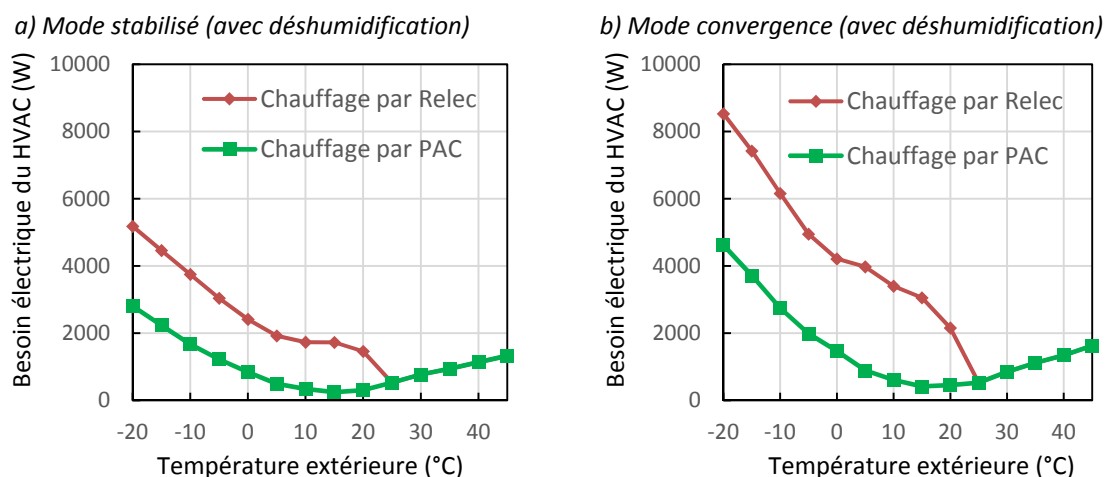 a) Mode stabilisé (avec déshumidification)
Besoin électrique du HVAC (W)
10000
8000
6000
4000
2000
0
Chauffage par Relec
Chauffage par PAC
-20 -10 0 10 20 30 40
Température extérieure (°C)
b) Mode convergence (avec déshumidification)
Besoin électrique du HVAC (W)
10000
8000
6000
4000
2000
0
Chauffage par Relec
Chauffage par PAC
-20 -10 0 10 20 30 40
Température extérieure (°C)